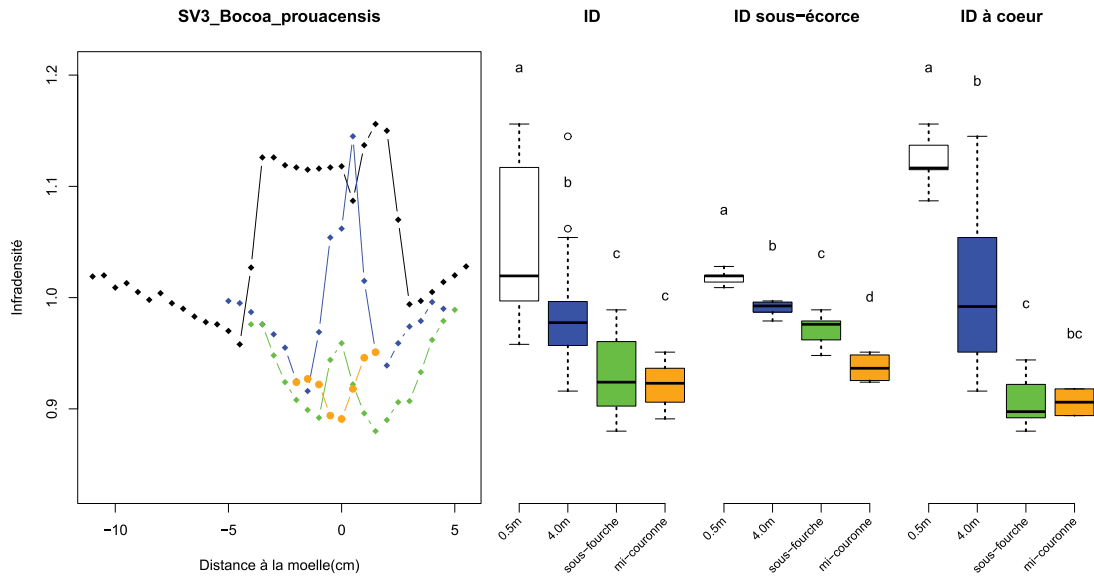 SV3_Bocoa_prouacensis
ID
ID sous−écorce
ID à coeur
Infradensité
1.2
1.1
1.0
0.9
−10
−5
0
5
Distance à la moelle(cm)
a
b
c
c
0.5m
4.0m
sous−fourche
mi−couronne
a
b
c
d
0.5m
4.0m
sous−fourche
mi−couronne
a
b
c
bc
0.5m
4.0m
sous−fourche
mi−couronne